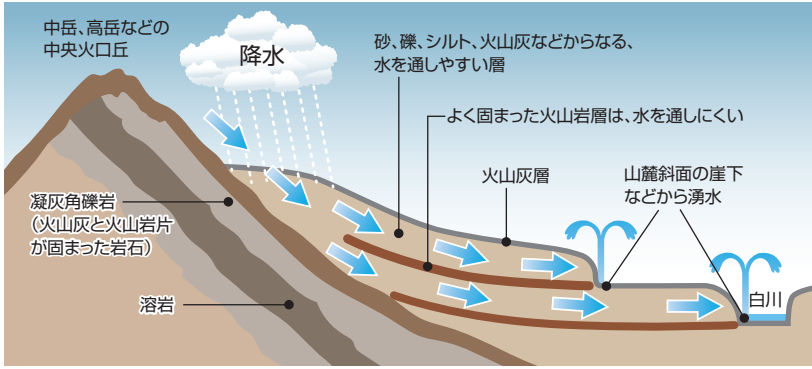 中岳、高岳などの
中央火口丘
降水
砂、礫、シルト、火山灰などからなる、
水を通しやすい層
よく固まった火山岩層は、水を通しにくい
火山灰層
山麓斜面の崖下
などから湧水
凝灰角礫岩
（火山灰と火山岩片
が固まった岩石）
溶岩
白川